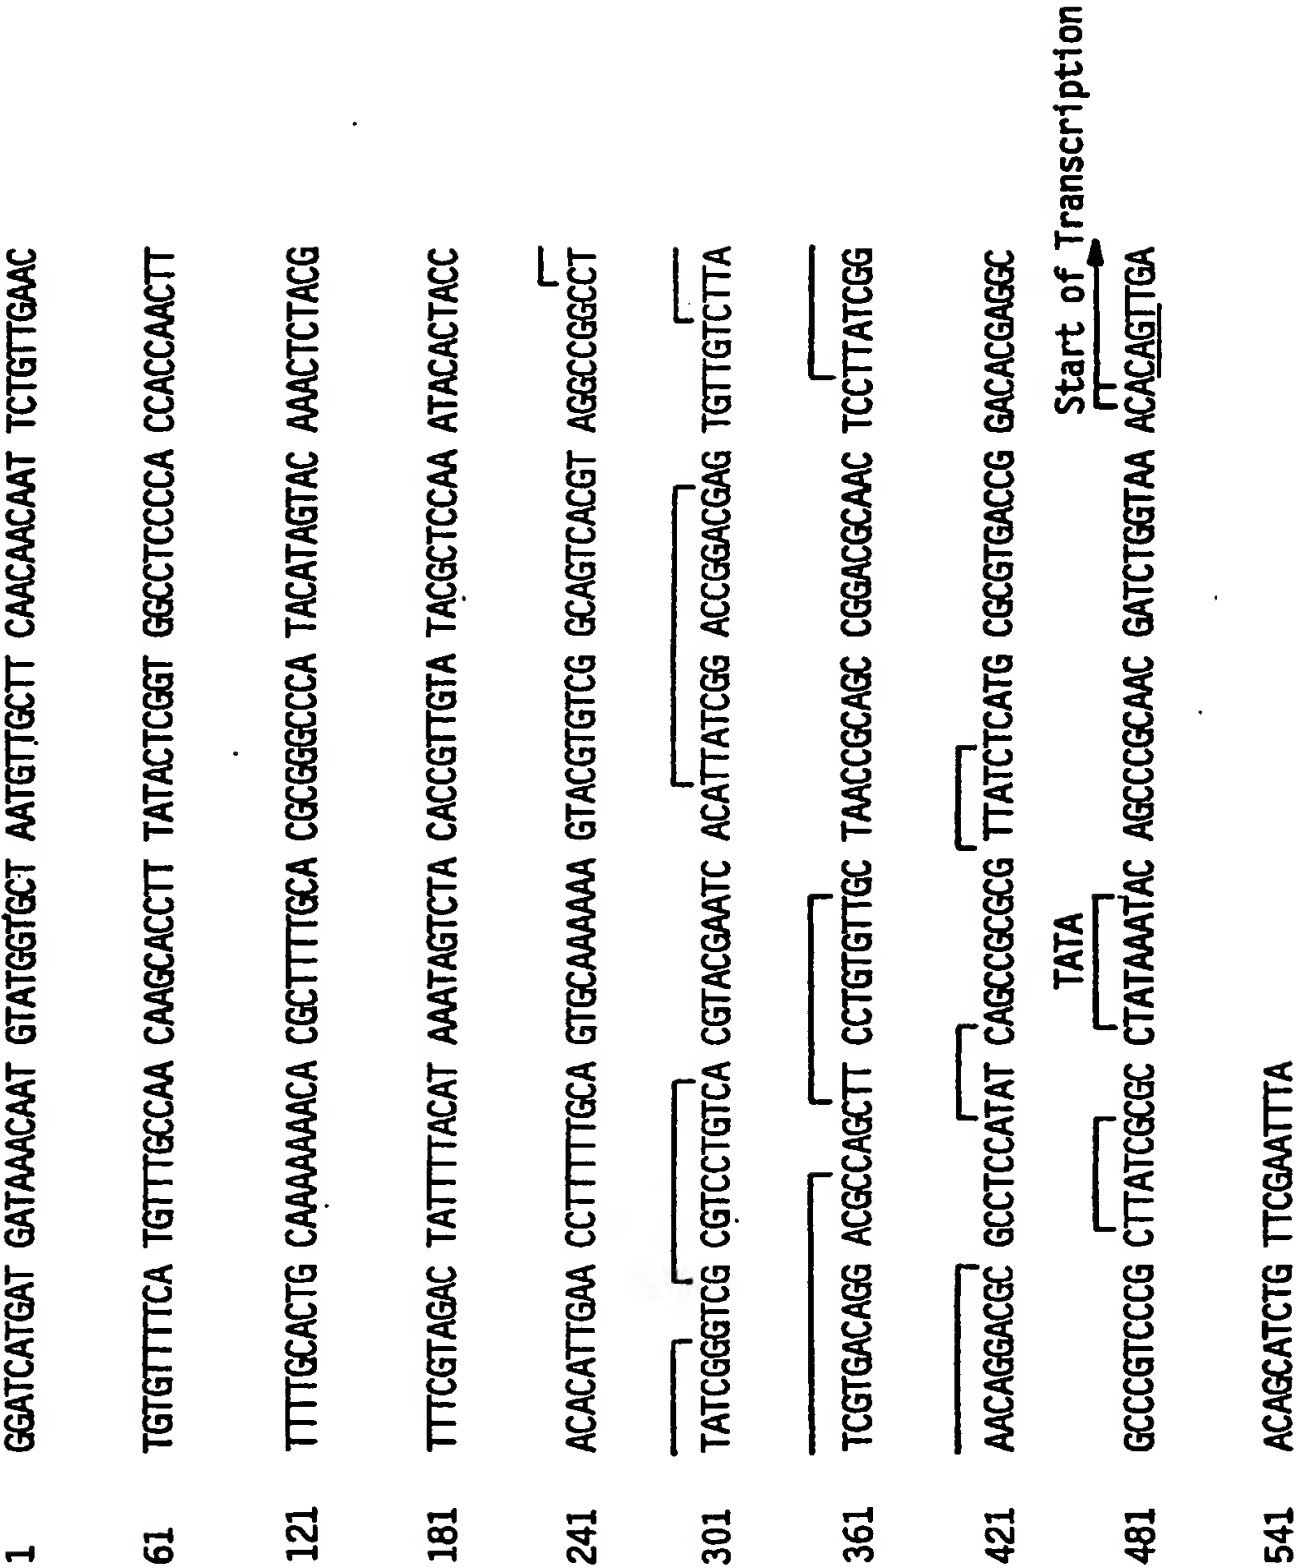 1 GGATCATGAT GATAAACAAT GTATGGTGCT AATGTTGCTT CAACAACAAT TCTGTTGAAC
61 TGTGTTTTCA TGTTTGCCAA CAAGCACCTT TATACTCGGT GGCCTCCCCA CCACCAACTT
121 TTTTGCACTG CAAAAAAACA CGCTTTTGCA CGCGGGCCCA TACATAGTAC AAACTCTACG
181 TTTCGTAGAC TATTTTACAT AAATAGTCTA CACCGTTGTA TACGCTCCAA ATACACTACC
241 ACACATTGAA CCTTTTTGCA GTGCAAAAAA GTACGTGTCG GCAGTCACGT AGGCCGGCCT
301 TATCGGGTCG CGTCCTGTCA CGTACGAATC ACATTATCGG ACCGGACGAG TGTTGTCTTA
361 TCGTGACAGG ACGCCAGCTT CCTGTGTTGC TAACCGCAGC CGGACGCAAC TCCTTATCGG
421 AACAGGACGC GCCTCCATAT CAGCCGCGCG TTATCTCATG CGCGTGACCG GACACGAGGC
TATA Start of Transcription
481 GCCCGTCCCG CTTATCGCGC CTATAAATAC AGCCCGCAAC GATCTGGTAA ACACAGTTGA
541 ACAGCATCTG TTCGAATTTA